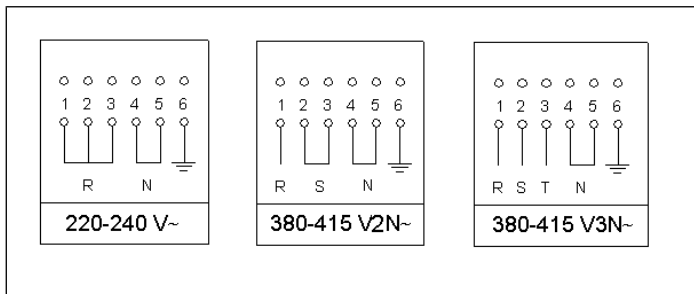 1 2 3 4 5 6
R N
220-240 V~
1 2 3 4 5 6
R S N
380-415 V2N~
1 2 3 4 5 6
R S T N
380-415 V3N~